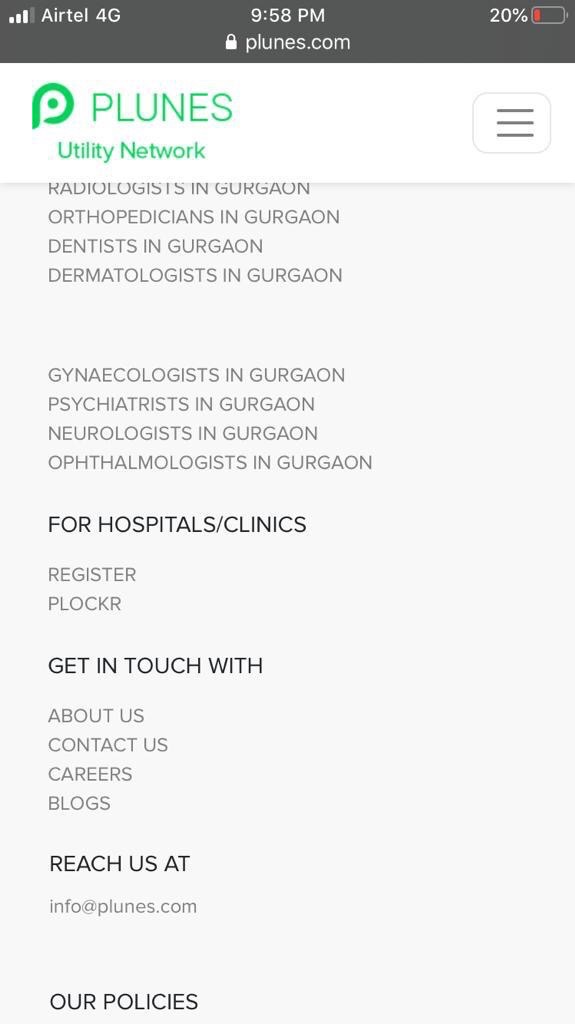 Airtel 4G 9:58 PM 20%
plunes.com
PLUNES
Utility Network
RADIOLOGISTS IN GURGAON
ORTHOPEDICIANS IN GURGAON
DENTISTS IN GURGAON
DERMATOLOGISTS IN GURGAON
GYNAECOLOGISTS IN GURGAON
PSYCHIATRISTS IN GURGAON
NEUROLOGISTS IN GURGAON
OPHTHALMOLOGISTS IN GURGAON
FOR HOSPITALS/CLINICS
REGISTER
PLOCKR
GET IN TOUCH WITH
ABOUT US
CONTACT US
CAREERS
BLOGS
REACH US AT
info@plunes.com
OUR POLICIES